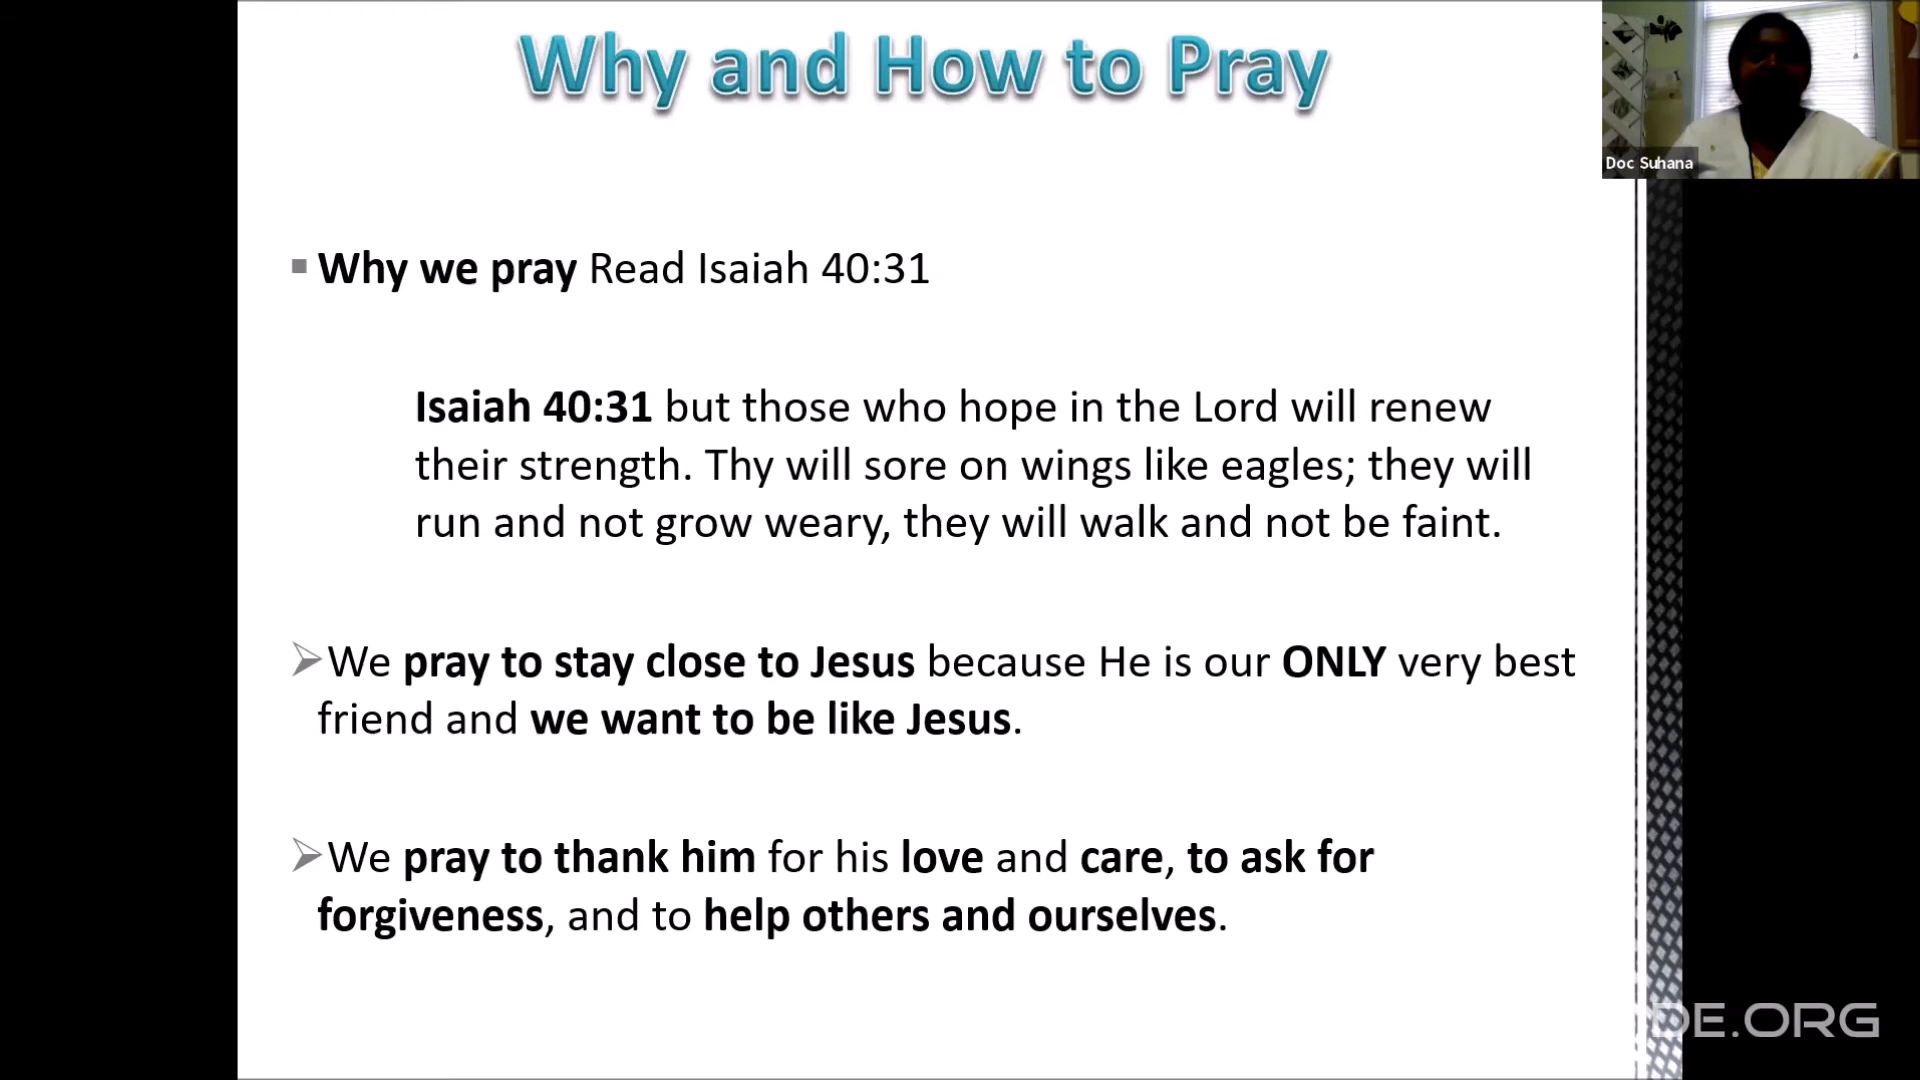 Why and How to Pray
Doc Suhana
Why we pray Read Isaiah 40:31
Isaiah 40:31 but those who hope in the Lord will renew
their strength. Thy will sore on wings like eagles; they will
run and not grow weary, they will walk and not be faint.
We pray to stay close to Jesus because He is our ONLY very best
friend and we want to be like Jesus.
We pray to thank him for his love and care, to ask for
forgiveness, and to help others and ourselves.
DE.ORG